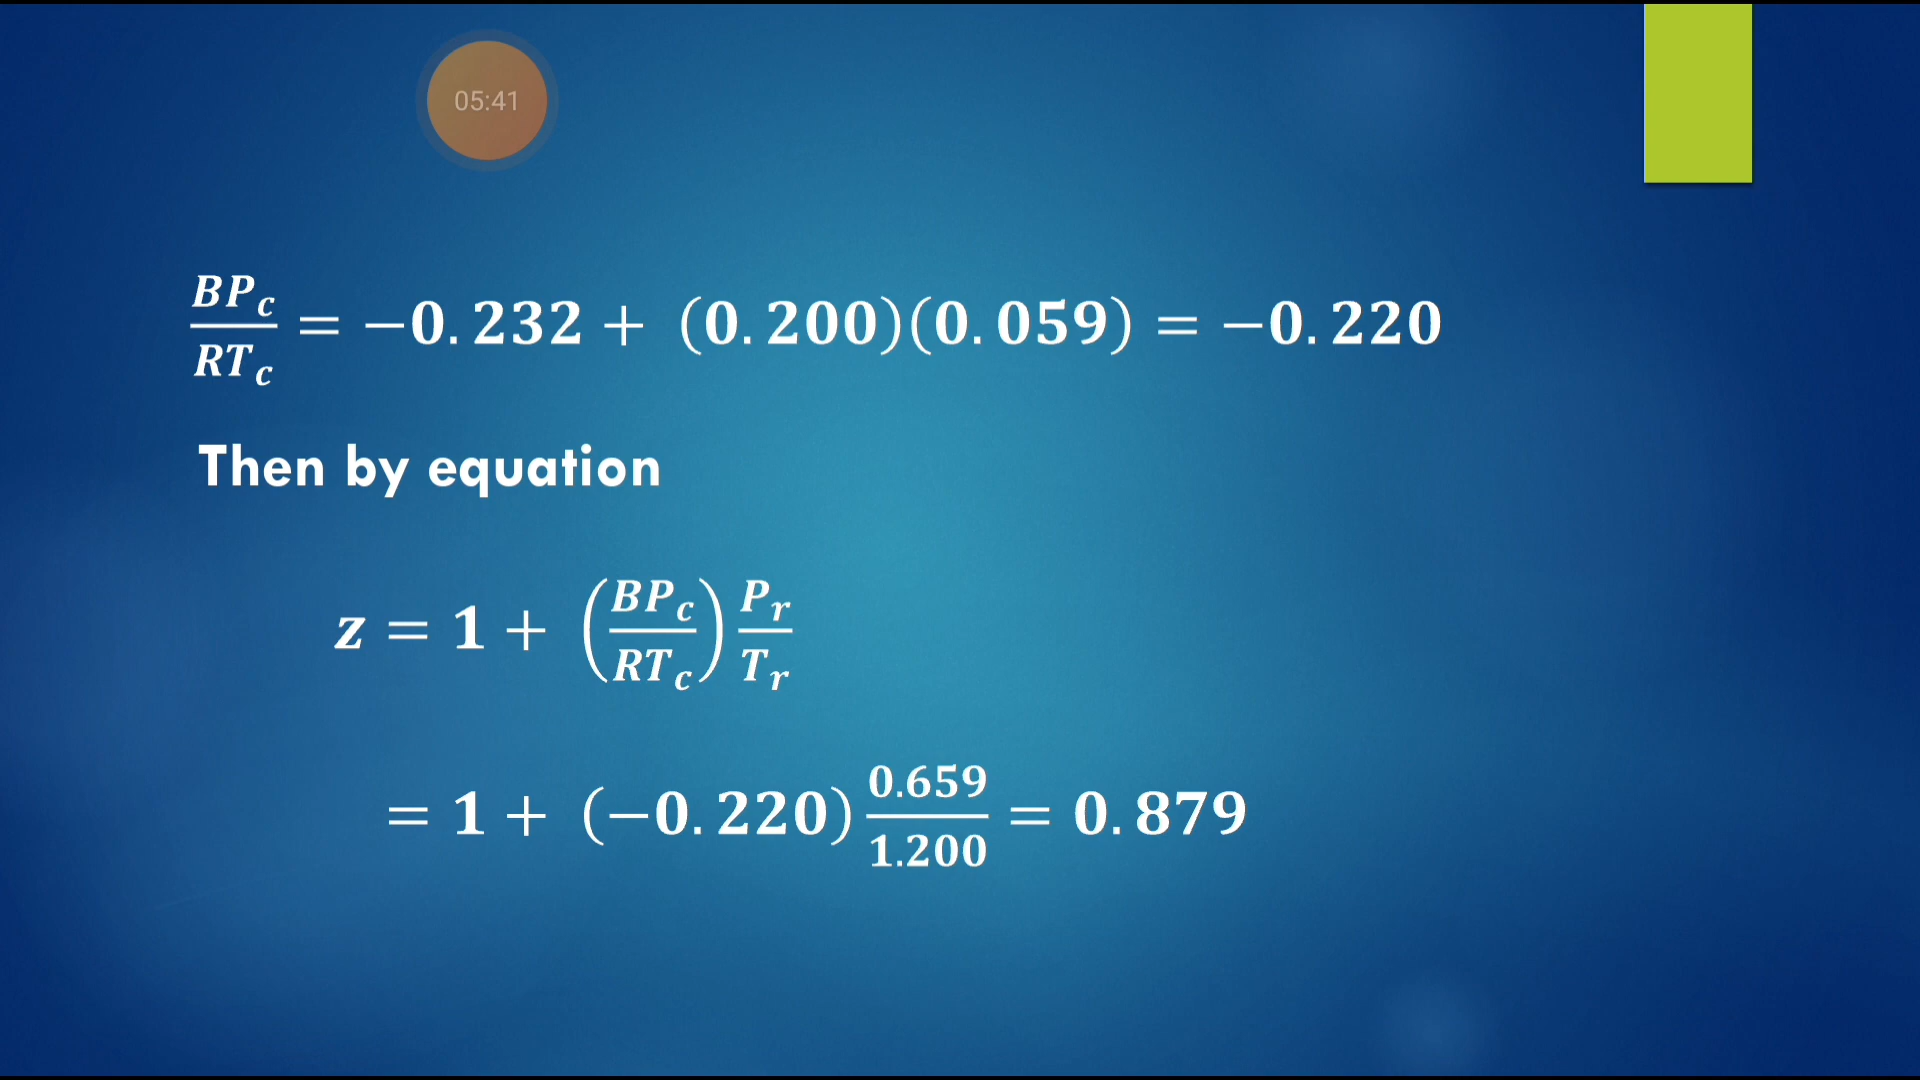 05:41
BP_c/RT_c = −0.232 + (0.200)(0.059) = −0.220
Then by equation
z = 1 + (BP_c/RT_c) P_r/T_r
= 1 + (−0.220) 0.659/1.200 = 0.879